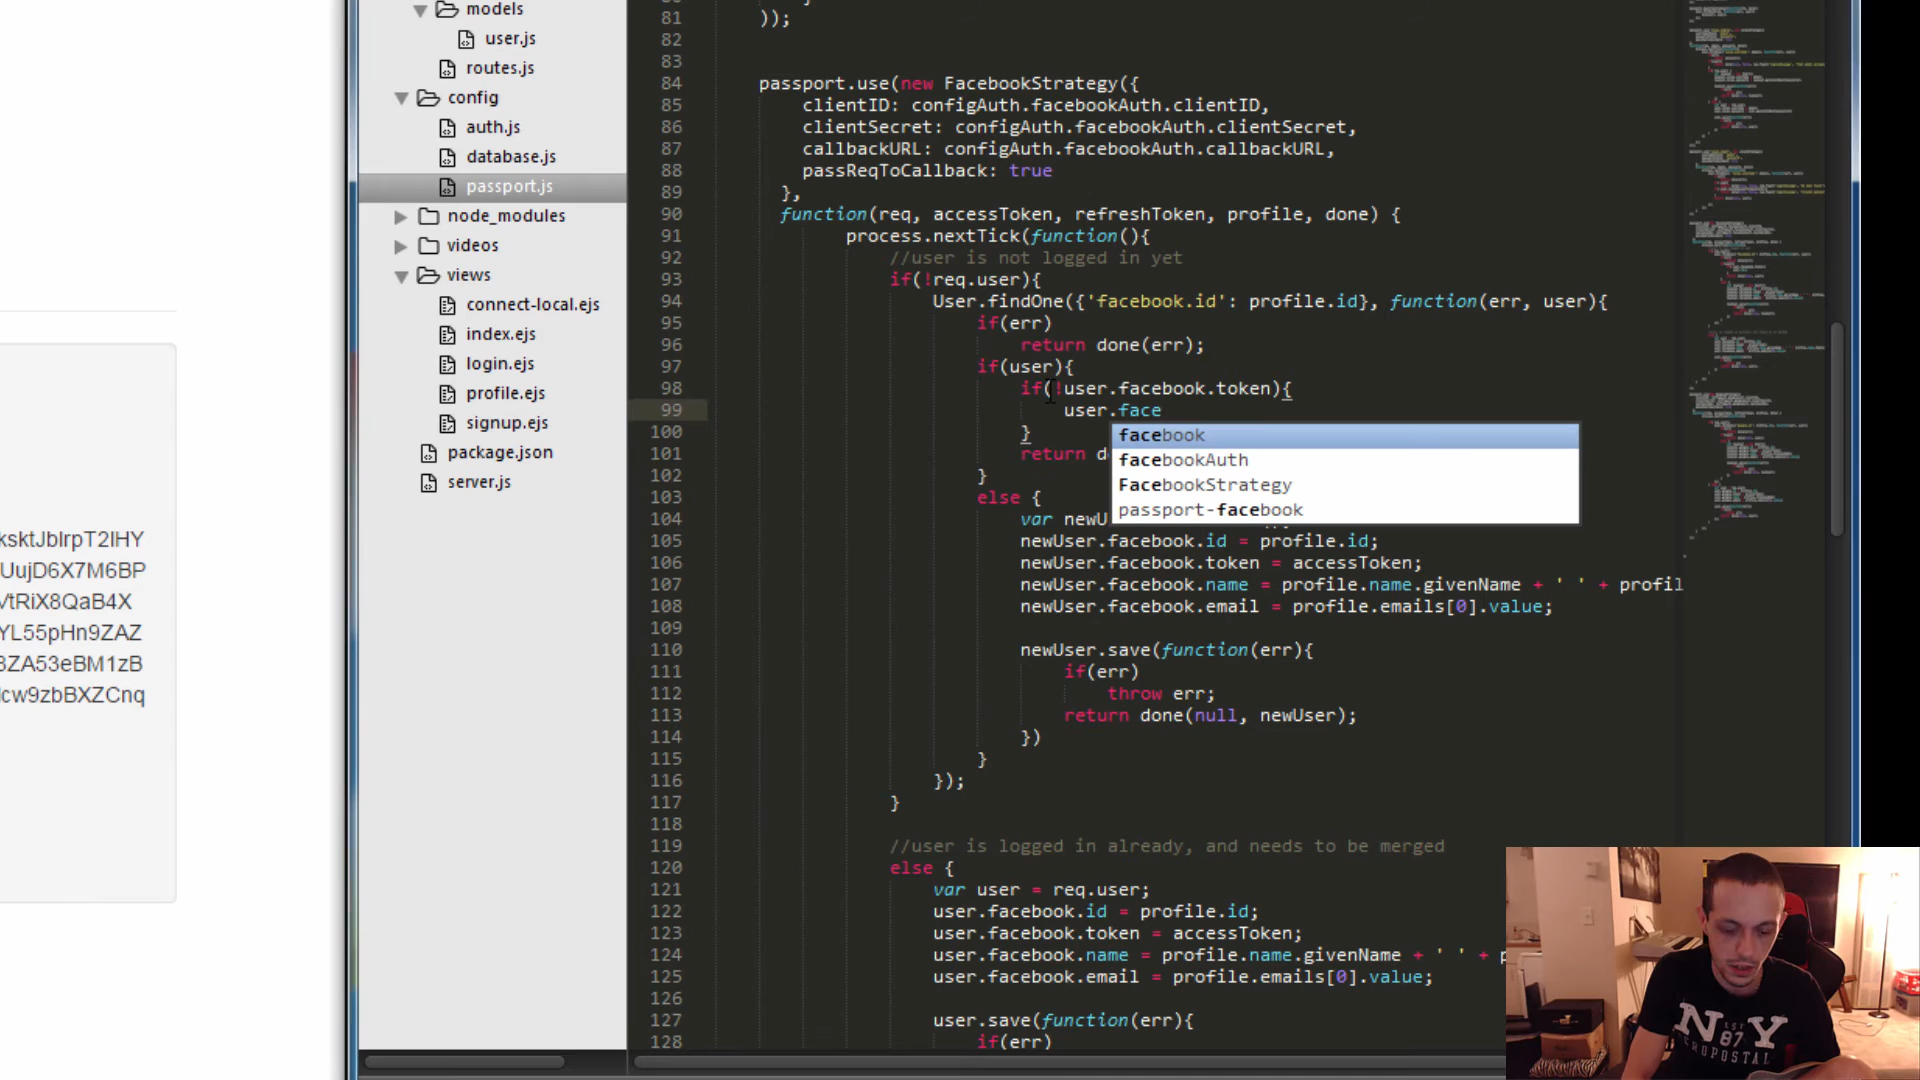 models
user.js
routes.js
config
auth.js
database.js
passport.js
node_modules
videos
views
connect-local.ejs
index.ejs
login.ejs
profile.ejs
signup.ejs
package.json
server.js
ksktJbIrpT2IHY
UujD6X7M6BP
VtRiX8QaB4X
YL55pHn9ZAZ
3ZA53eBM1zB
lcw9zbBXZCnq
81 ));
82
83
84 passport.use(new FacebookStrategy({
85 clientID: configAuth.facebookAuth.clientID,
86 clientSecret: configAuth.facebookAuth.clientSecret,
87 callbackURL: configAuth.facebookAuth.callbackURL,
88 passReqToCallback: true
89 },
90 function(req, accessToken, refreshToken, profile, done) {
91 process.nextTick(function(){
92 //user is not logged in yet
93 if(!req.user){
94 User.findOne({'facebook.id': profile.id}, function(err, user){
95 if(err)
96 return done(err);
97 if(user){
98 if(!user.facebook.token){
99 user.face
100 }
101 return d
102 }
103 else {
104 var newU
105 newUser.facebook.id = profile.id;
106 newUser.facebook.token = accessToken;
107 newUser.facebook.name = profile.name.givenName + ' ' + profil
108 newUser.facebook.email = profile.emails[0].value;
109
110 newUser.save(function(err){
111 if(err)
112 throw err;
113 return done(null, newUser);
114 })
115 }
116 });
117 }
118
119 //user is logged in already, and needs to be merged
120 else {
121 var user = req.user;
122 user.facebook.id = profile.id;
123 user.facebook.token = accessToken;
124 user.facebook.name = profile.name.givenName + ' ' + p
125 user.facebook.email = profile.emails[0].value;
126
127 user.save(function(err){
128 if(err)
facebook
facebookAuth
FacebookStrategy
passport-facebook
N Y
87
EROPOSTAL